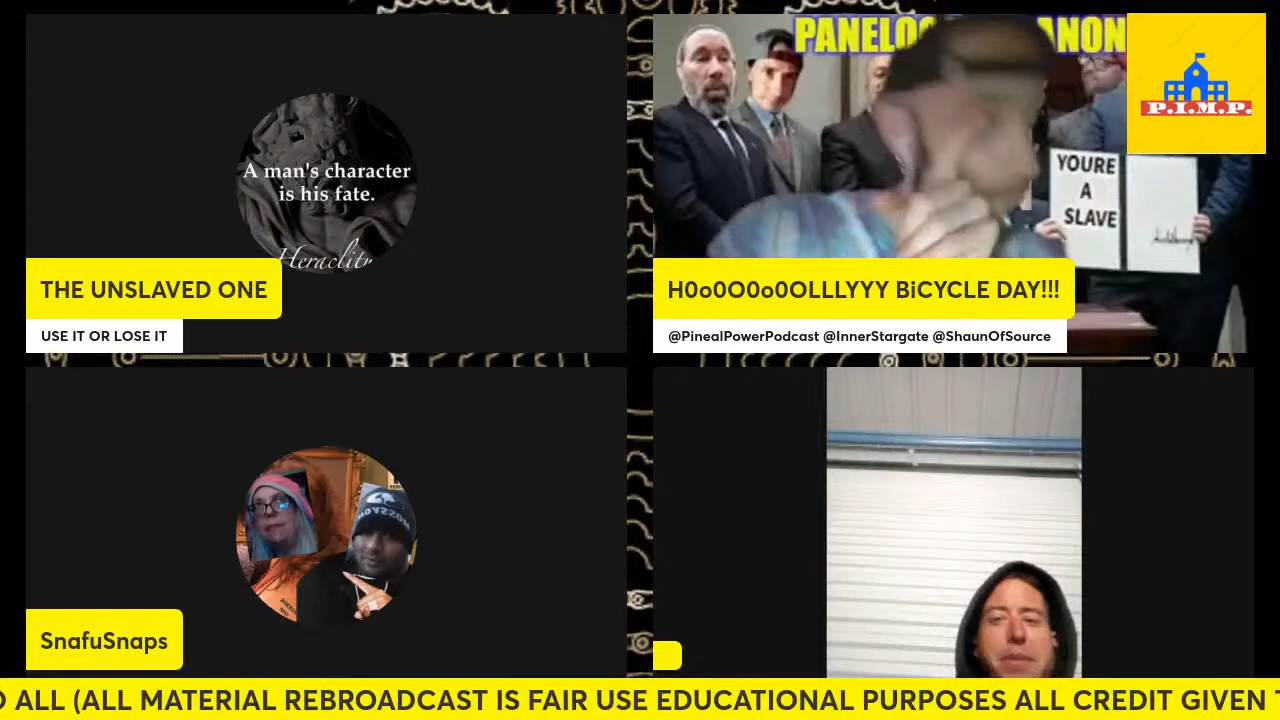 A man's character
is his fate.
THE UNSLAVED ONE
USE IT OR LOSE IT
P.I.M.P.
YOURE
A
SLAVE
H0o0O0o0OLLLYYY BiCYCLE DAY!!!
@PinealPowerPodcast @InnerStargate @ShaunOfSource
SnafuSnaps
ALL (ALL MATERIAL REBROADCAST IS FAIR USE EDUCATIONAL PURPOSES ALL CREDIT GIVEN